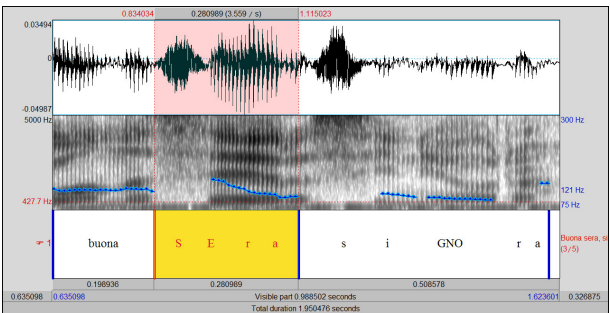 0.834034 0.280989 (3.559 / s) 1.115023
0.03494
0
-0.04987
5000 Hz 300 Hz
121 Hz
427.7 Hz 75 Hz
1 buona S E r a s i GNO r a Buona sera, si
(3/5)
0.198936 0.280989 0.508578
0.635098 0.635098 Visible part 0.988502 seconds 1.623601 0.326875
Total duration 1.950476 seconds